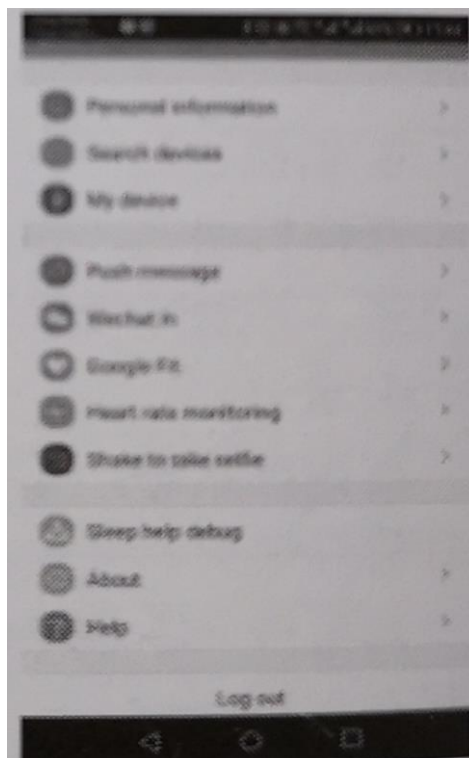 Personal information
Search devices
My device
Push message
Wechat in
Google Fit
Heart rate monitoring
Shake to take selfie
Sleep help debug
About
Help
Log out